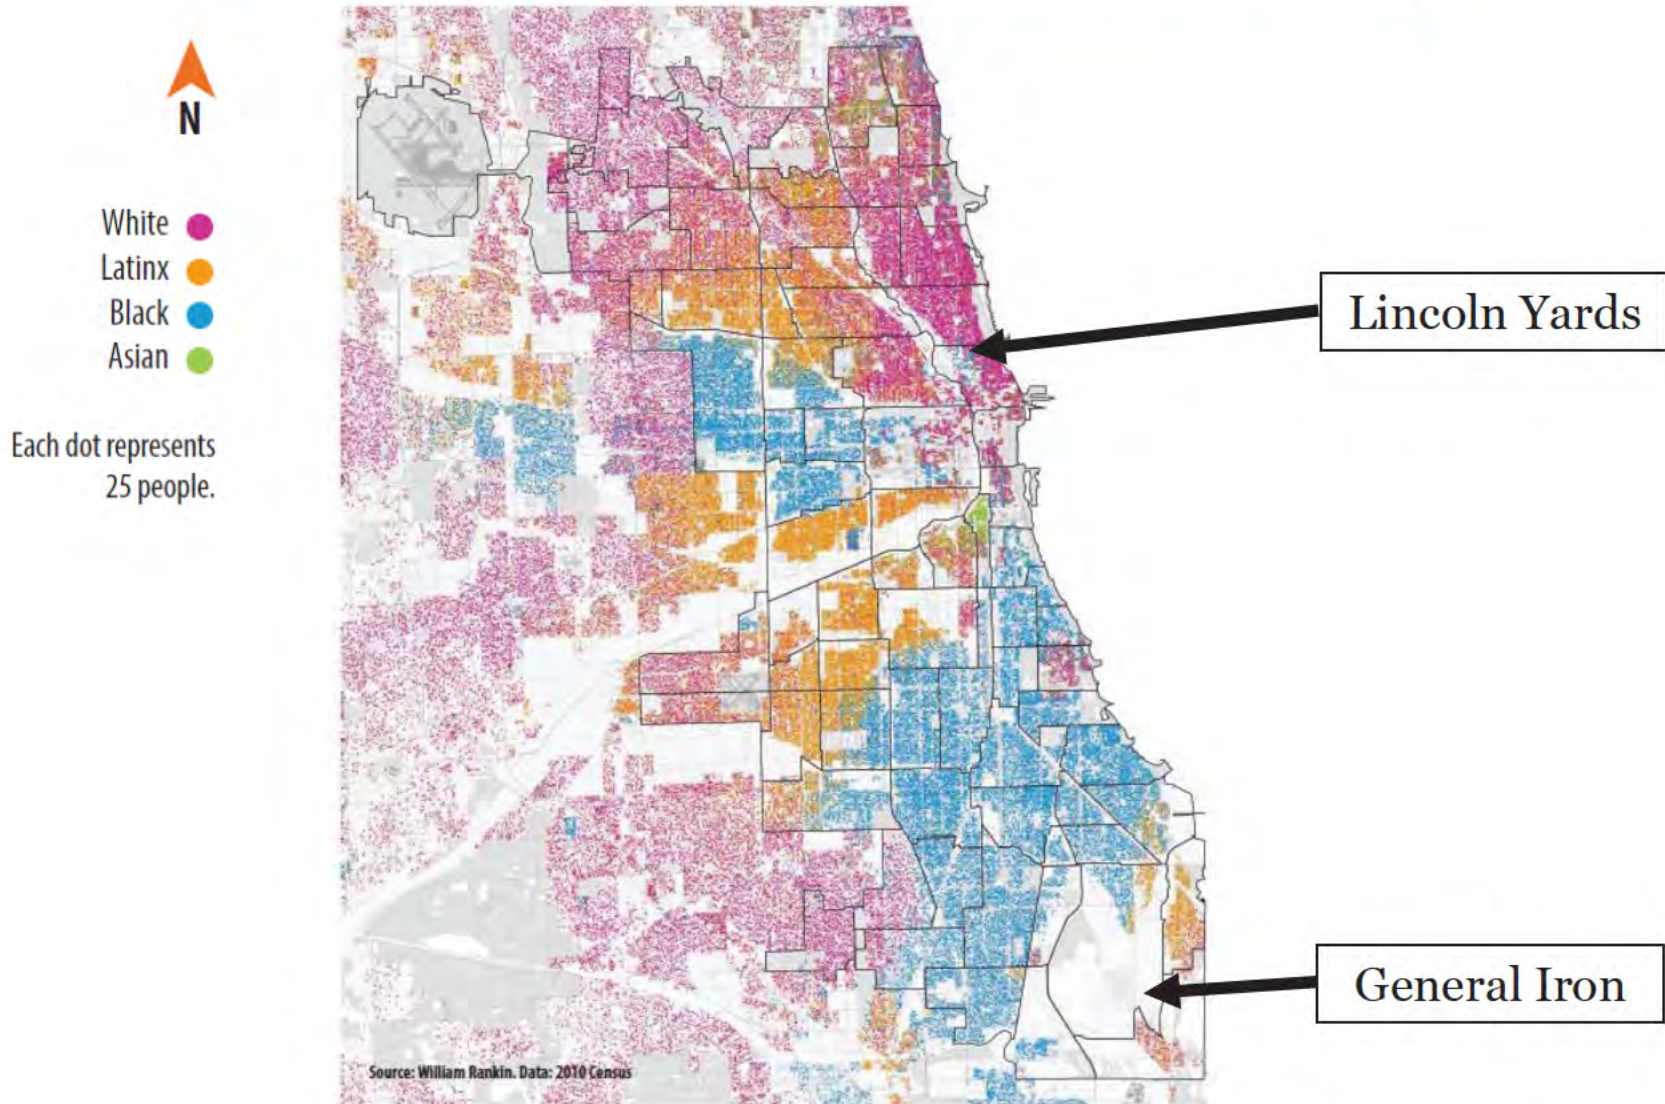 N
White
Latinx
Black
Asian
Each dot represents
25 people.
Lincoln Yards
General Iron
Source: William Rankin. Data: 2010 Census